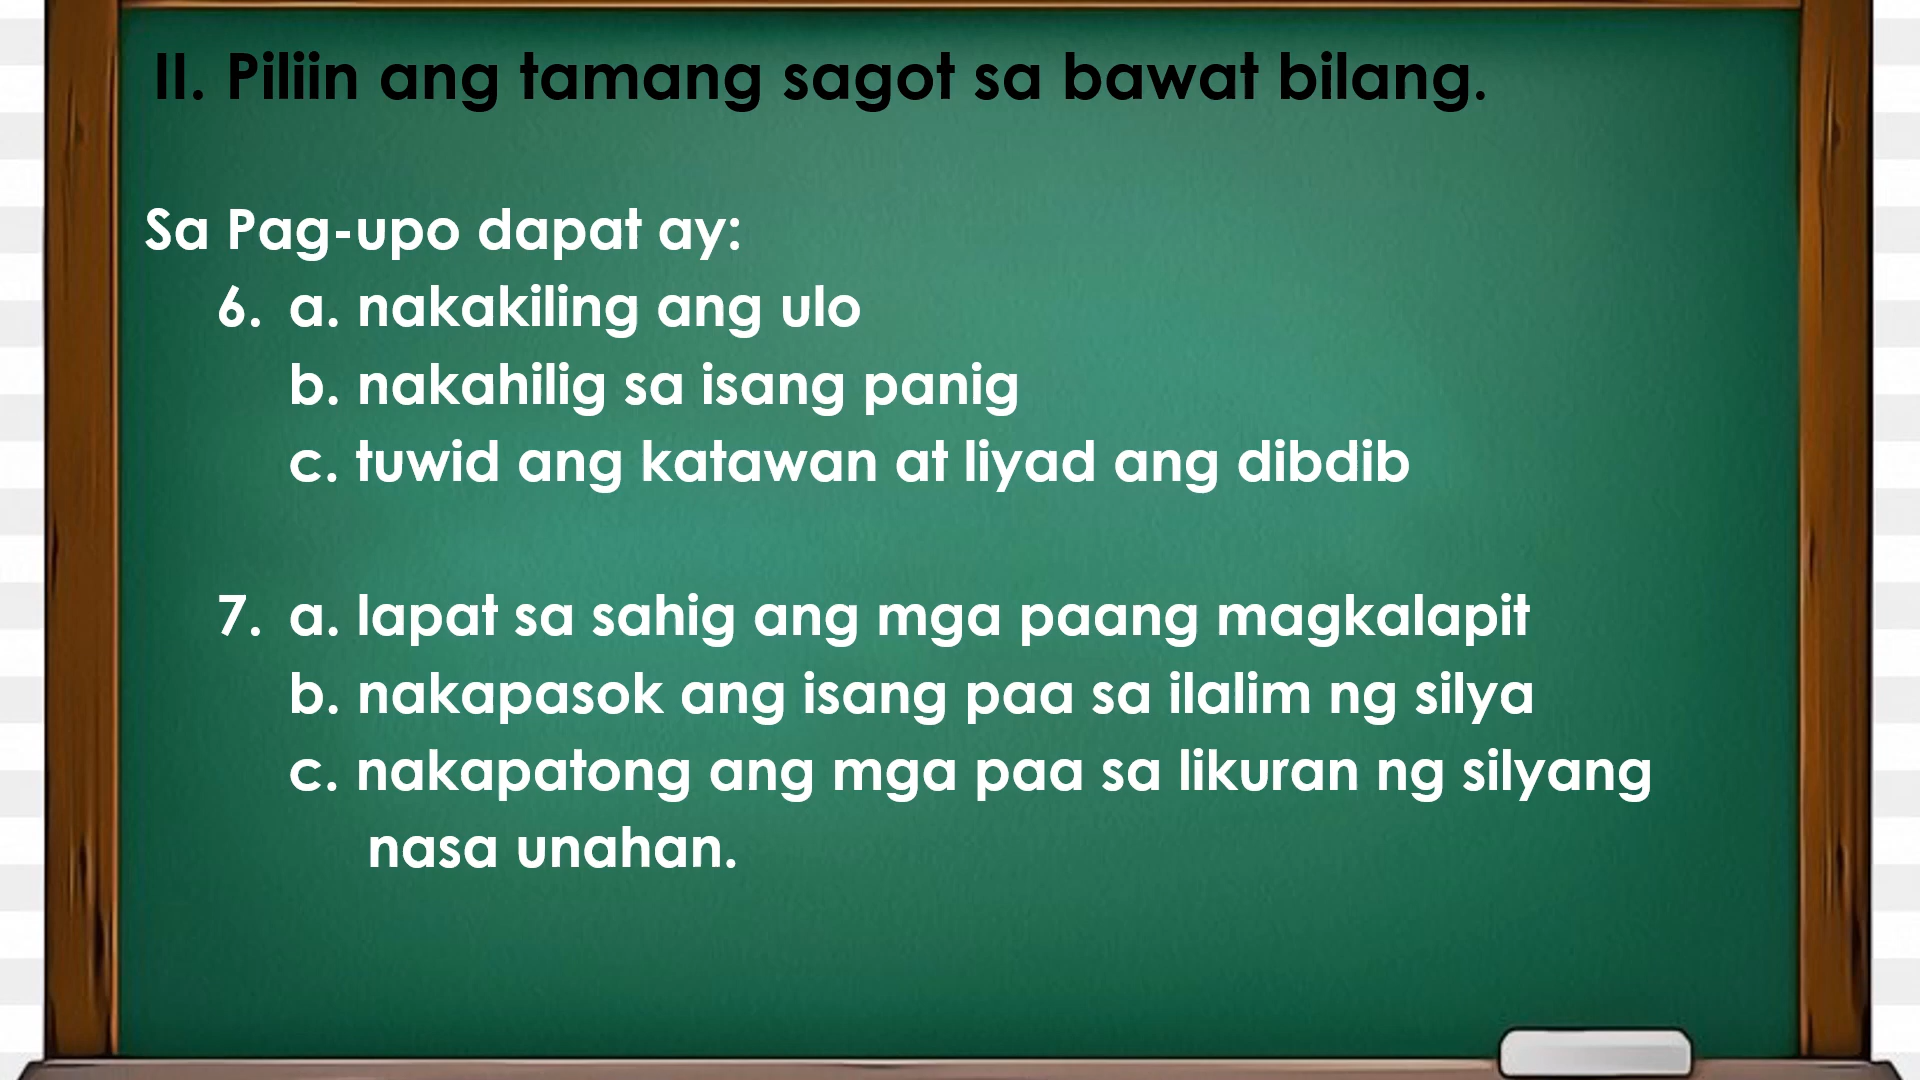 II. Piliin ang tamang sagot sa bawat bilang.
Sa Pag-upo dapat ay:
6. a. nakakiling ang ulo
b. nakahilig sa isang panig
c. tuwid ang katawan at liyad ang dibdib
7. a. lapat sa sahig ang mga paang magkalapit
b. nakapasok ang isang paa sa ilalim ng silya
c. nakapatong ang mga paa sa likuran ng silyang
nasa unahan.